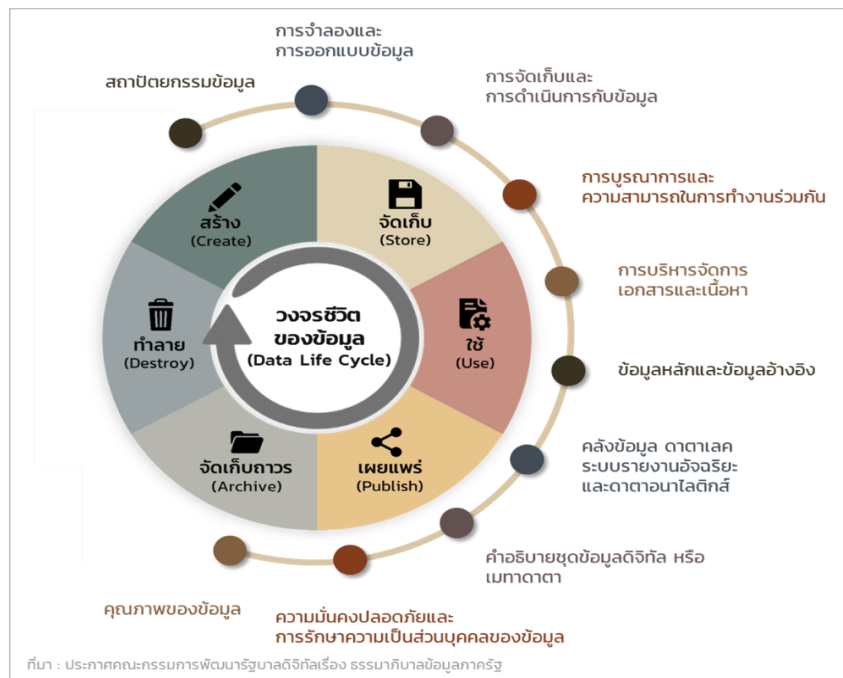 การจำลองและ
การออกแบบข้อมูล
สถาปัตยกรรมข้อมูล
การจัดเก็บและ
การดำเนินการกับข้อมูล
การบูรณาการและ
ความสามารถในการทำงานร่วมกัน
การบริหารจัดการ
เอกสารและเนื้อหา
ข้อมูลหลักและข้อมูลอ้างอิง
คลังข้อมูล ดาตาเลค
ระบบรายงานอัจฉริยะ
และดาตาอนาไลติกส์
คำอธิบายชุดข้อมูลดิจิทัล หรือ
เมทาดาตา
ความมั่นคงปลอดภัยและ
การรักษาความเป็นส่วนบุคคลของข้อมูล
คุณภาพของข้อมูล
สร้าง
(Create)
จัดเก็บ
(Store)
ใช้
(Use)
เผยแพร่
(Publish)
จัดเก็บถาวร
(Archive)
ทำลาย
(Destroy)
วงจรชีวิต
ของข้อมูล
(Data Life Cycle)
ที่มา : ประกาศคณะกรรมการพัฒนารัฐบาลดิจิทัลเรื่อง ธรรมาภิบาลข้อมูลภาครัฐ